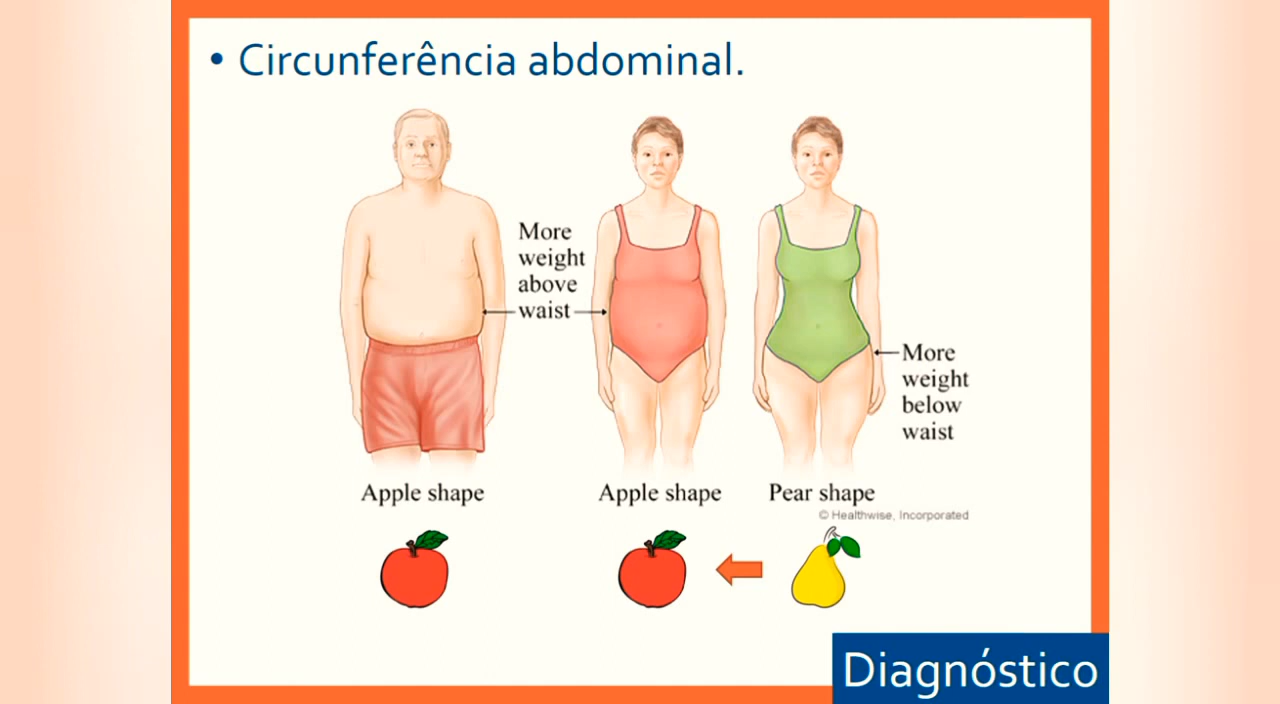 • Circunferência abdominal.
More
weight
above
waist
More
weight
below
waist
Apple shape
Apple shape
Pear shape
© Healthwise, Incorporated
Diagnóstico